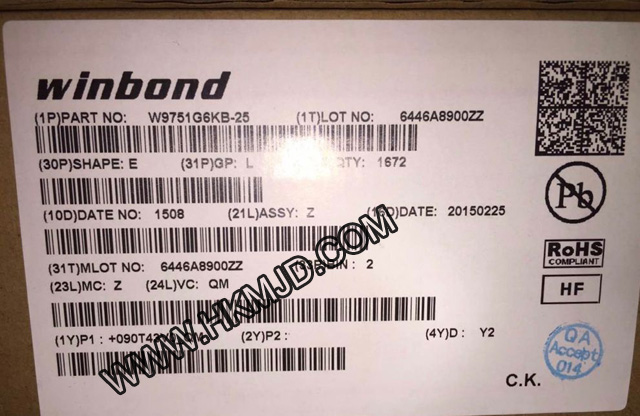 winbond
(1P)PART NO: W9751G6KB-25 (1T)LOT NO: 6446A8900ZZ
(30P)SHAPE: E (31P)GP: L QTY: 1672
(10D)DATE NO: 1508 (21L)ASSY: Z DATE: 20150225
(31T)MLOT NO: 6446A8900ZZ : 2
(23L)MC: Z (24L)VC: QM
(1Y)P1 : (2Y)P2 : (4Y)D : Y2
Pb
RoHS
COMPLIANT
HF
QA
Accept
014
C.K.
WWW.HKMJD.COM